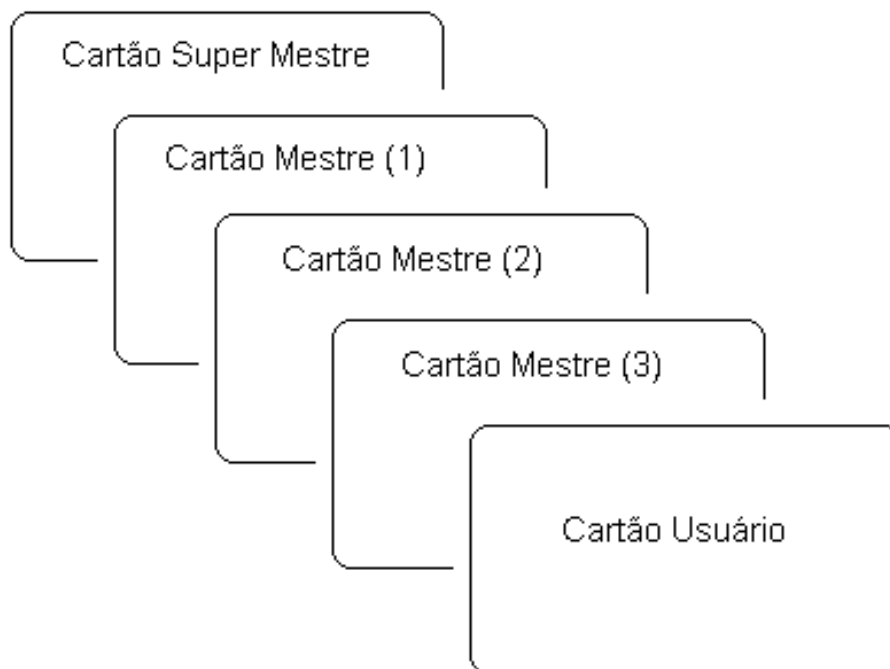 Cartão Super Mestre
Cartão Mestre (1)
Cartão Mestre (2)
Cartão Mestre (3)
Cartão Usuário